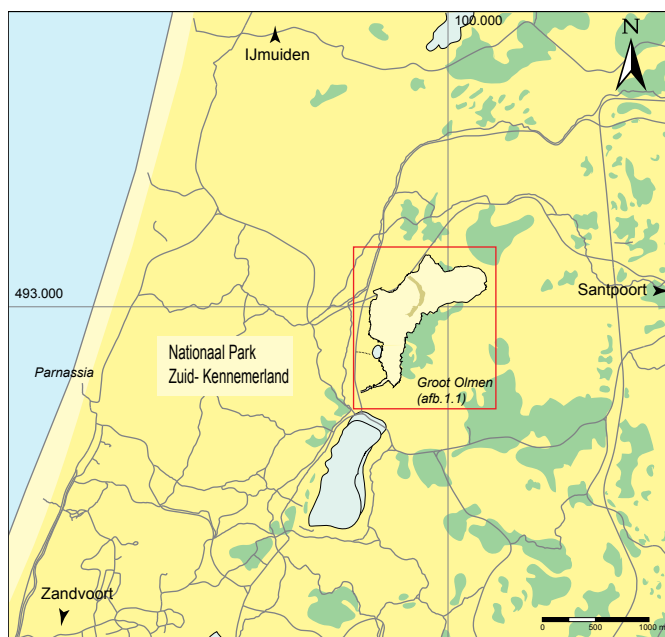 100.000
N
IJmuiden
493.000
Santpoort
Nationaal Park
Zuid- Kennemerland
Parnassia
Groot Olmen
(afb.1.1)
Zandvoort
0 500 1000 m